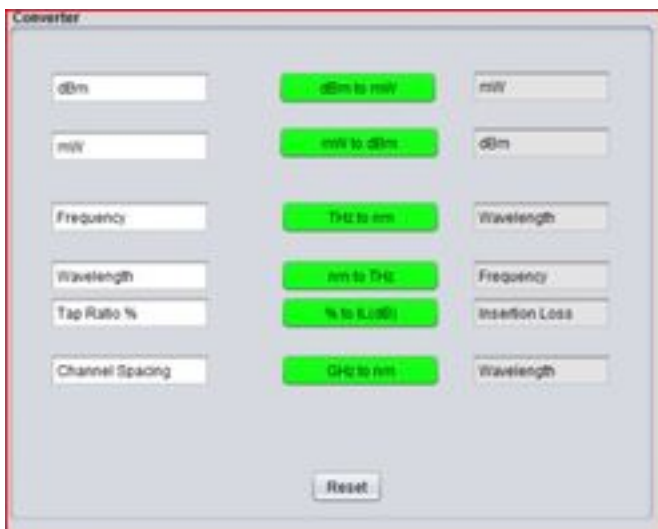 Converter
dBm dBm to mW mW
mW mW to dBm dBm
Frequency THz to nm Wavelength
Wavelength nm to THz Frequency
Tap Ratio % % to IL(dB) Insertion Loss
Channel Spacing GHz to nm Wavelength
Reset